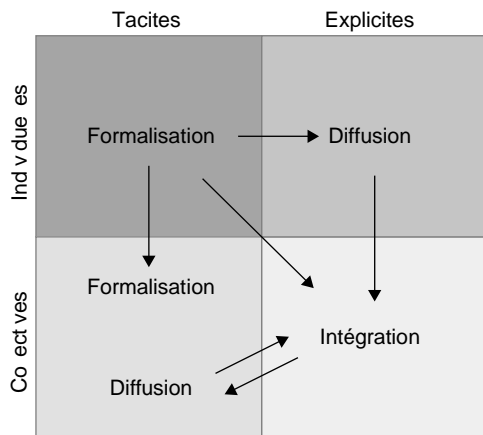 Tacites
Explicites
Ind v due es
Formalisation
Diffusion
Co ect ves
Formalisation
Intégration
Diffusion